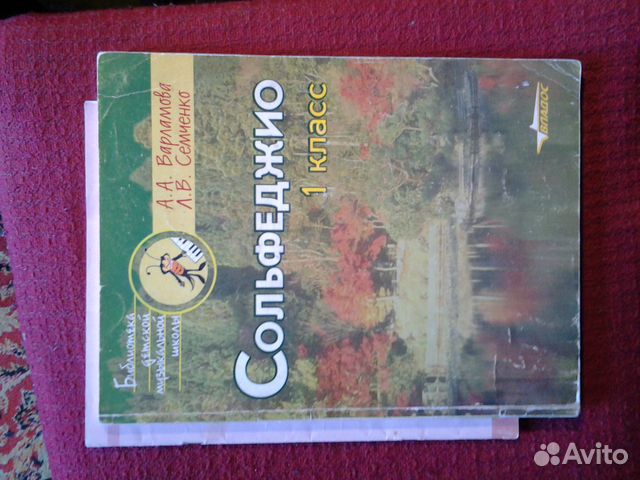 А. А. Варламова
Л. В. Семченко
Библиотека
детской
музыкальной
школы
СОЛЬФЕДЖИО
1 класс
ВЛАДОС
Avito